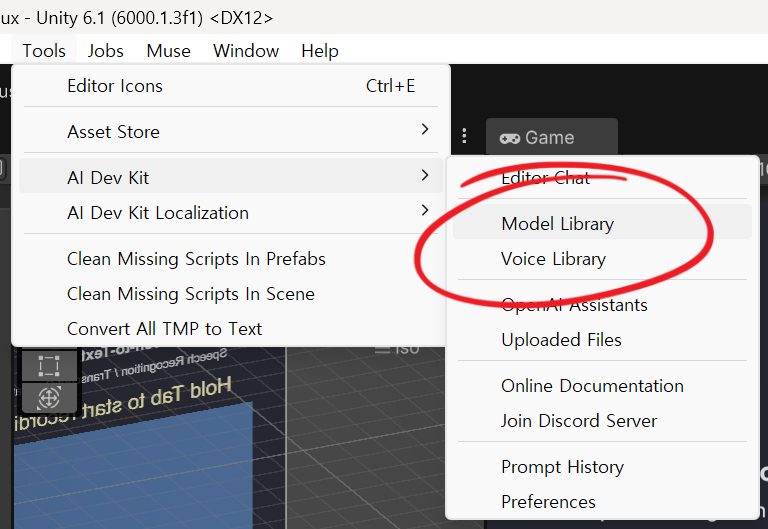 ux - Unity 6.1 (6000.1.3f1) <DX12>
Tools Jobs Muse Window Help
Editor Icons Ctrl+E
Asset Store
AI Dev Kit
AI Dev Kit Localization
Clean Missing Scripts In Prefabs
Clean Missing Scripts In Scene
Convert All TMP to Text
Game
Editor Chat
Model Library
Voice Library
OpenAI Assistants
Uploaded Files
Online Documentation
Join Discord Server
Prompt History
Preferences
Speech Recognition / Trans
Hold Tab to start recordi